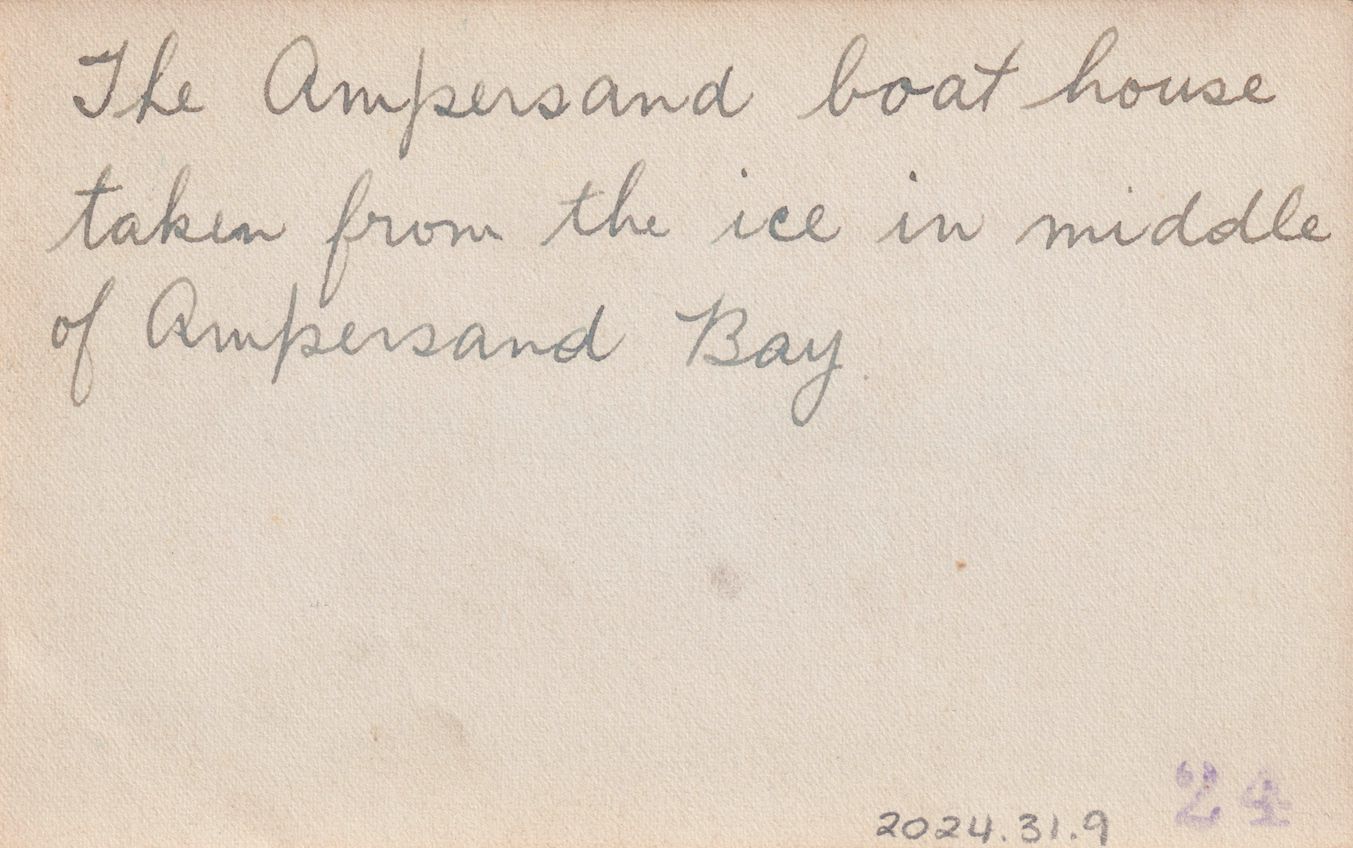 The Ampersand boat house
taken from the ice in middle
of Ampersand Bay.
2024.31.9 24